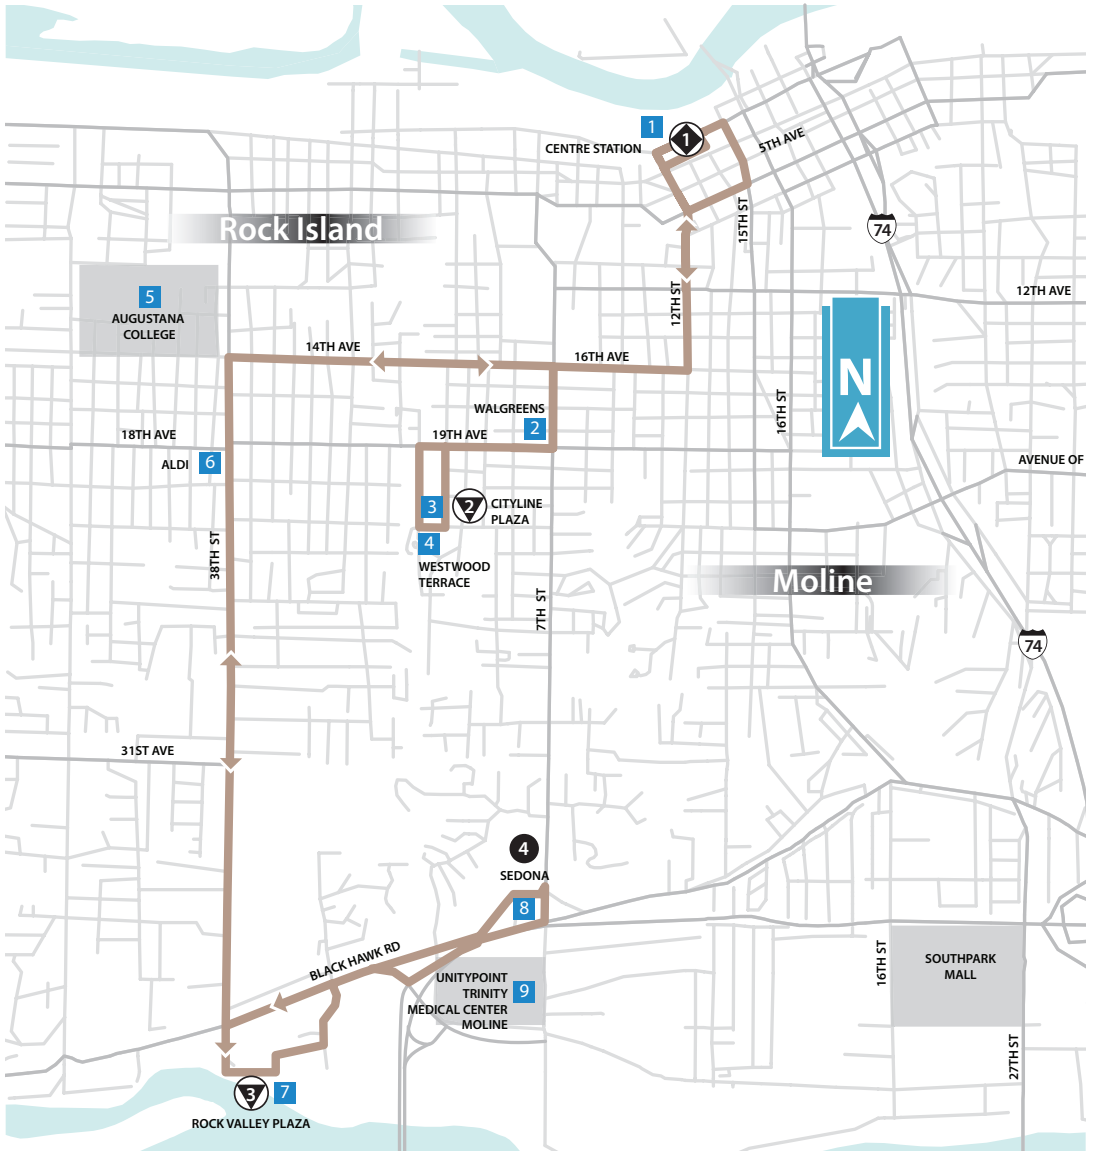 1
1
CENTRE STATION
5TH AVE
Rock Island
15TH ST
74
5
AUGUSTANA
COLLEGE
12TH ST
12TH AVE
14TH AVE
16TH AVE
N
WALGREENS
2
16TH ST
18TH AVE
19TH AVE
ALDI
6
AVENUE OF
3
2
CITYLINE
PLAZA
4
WESTWOOD
TERRACE
38TH ST
7TH ST
Moline
74
31ST AVE
4
SEDONA
8
BLACK HAWK RD
UNITYPOINT
TRINITY
MEDICAL CENTER
MOLINE
9
16TH ST
SOUTHPARK
MALL
27TH ST
3
7
ROCK VALLEY PLAZA